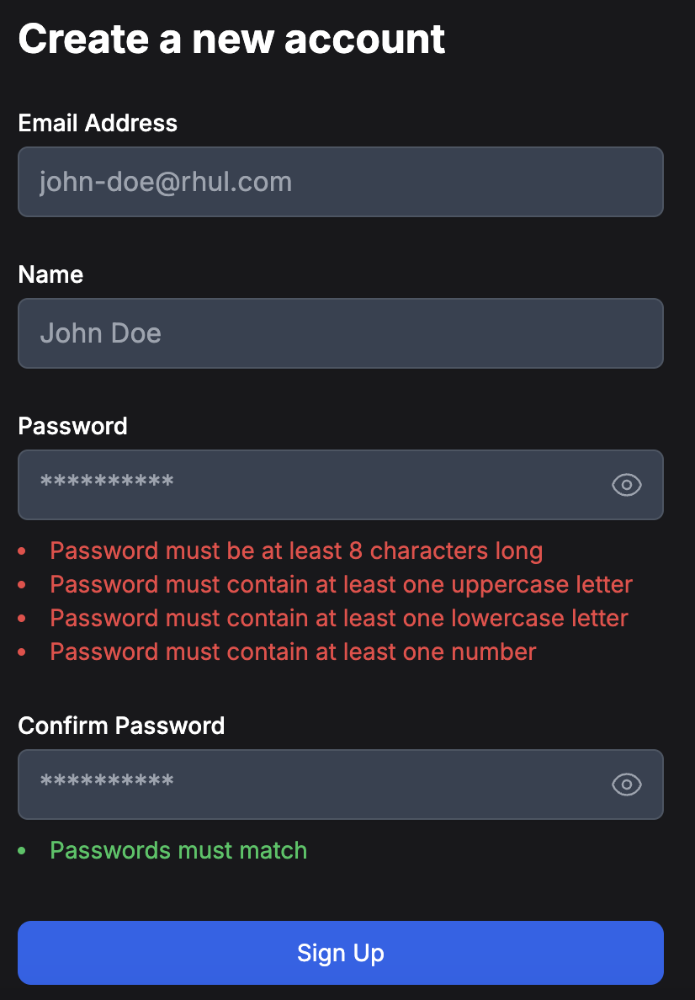 Create a new account
Email Address
john-doe@rhul.com
Name
John Doe
Password
**********
• Password must be at least 8 characters long
• Password must contain at least one uppercase letter
• Password must contain at least one lowercase letter
• Password must contain at least one number
Confirm Password
**********
• Passwords must match
Sign Up